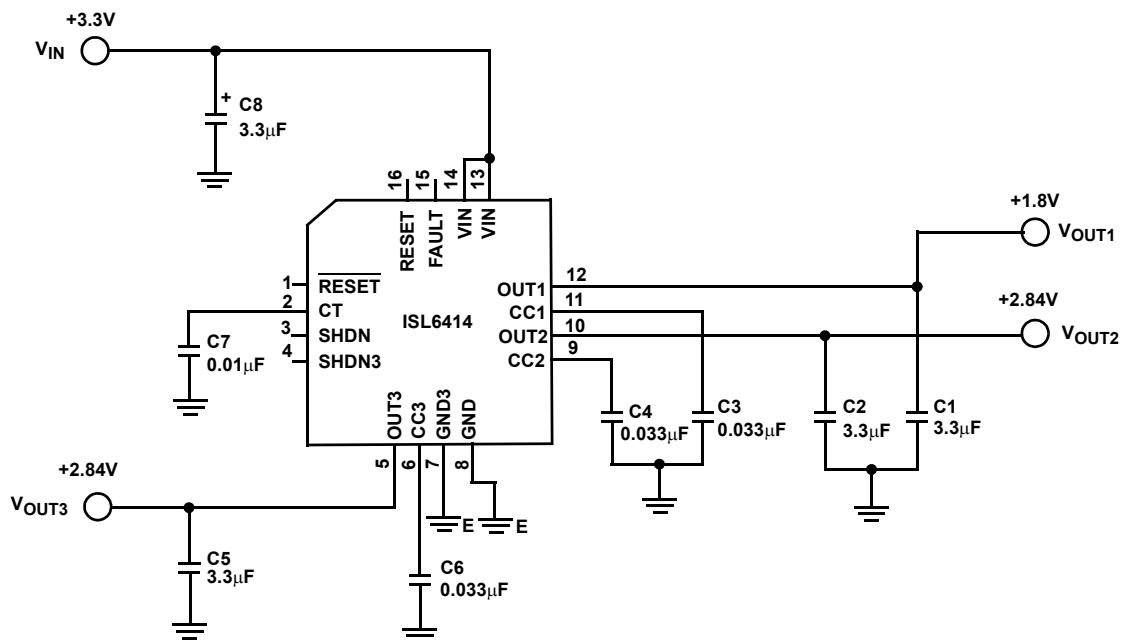 +3.3V
VIN
+
C8
3.3µF
16
15
14
13
RESET
FAULT
VIN
VIN
+1.8V
VOUT1
1
RESET
2
CT
3
SHDN
4
SHDN3
ISL6414
OUT1
12
CC1
11
OUT2
10
CC2
9
+2.84V
VOUT2
C7
0.01µF
C4
0.033µF
C3
0.033µF
C2
3.3µF
C1
3.3µF
OUT3
CC3
GND3
GND
5
6
7
8
+2.84V
VOUT3
E
E
C5
3.3µF
C6
0.033µF